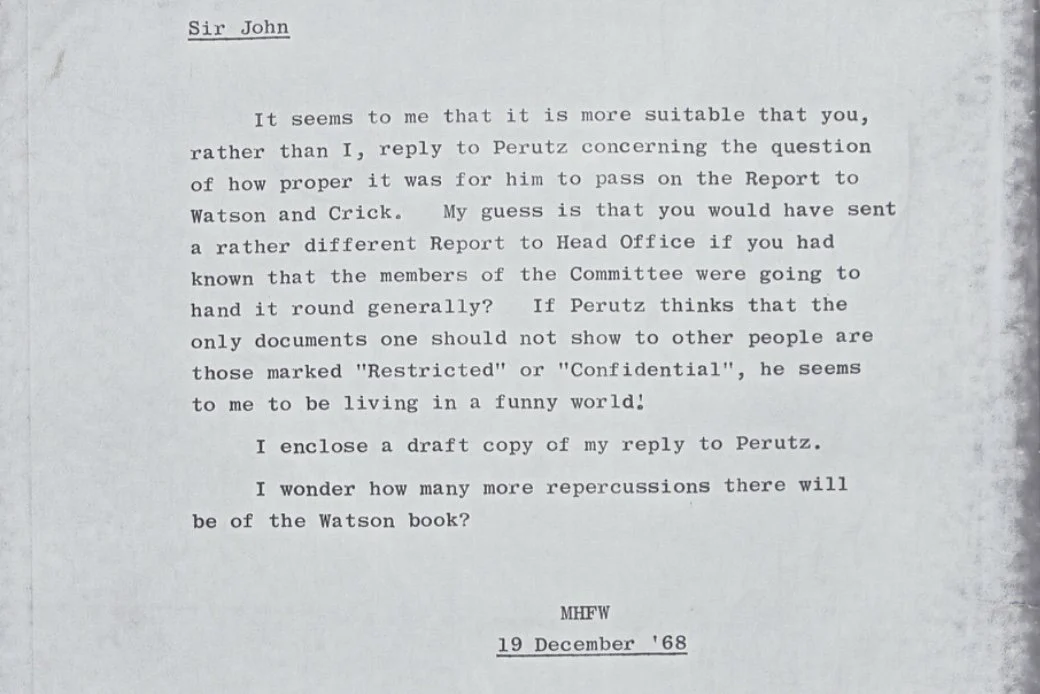 Sir John
It seems to me that it is more suitable that you,
rather than I, reply to Perutz concerning the question
of how proper it was for him to pass on the Report to
Watson and Crick. My guess is that you would have sent
a rather different Report to Head Office if you had
known that the members of the Committee were going to
hand it round generally? If Perutz thinks that the
only documents one should not show to other people are
those marked "Restricted" or "Confidential", he seems
to me to be living in a funny world!
I enclose a draft copy of my reply to Perutz.
I wonder how many more repercussions there will
be of the Watson book?
MHFW
19 December '68